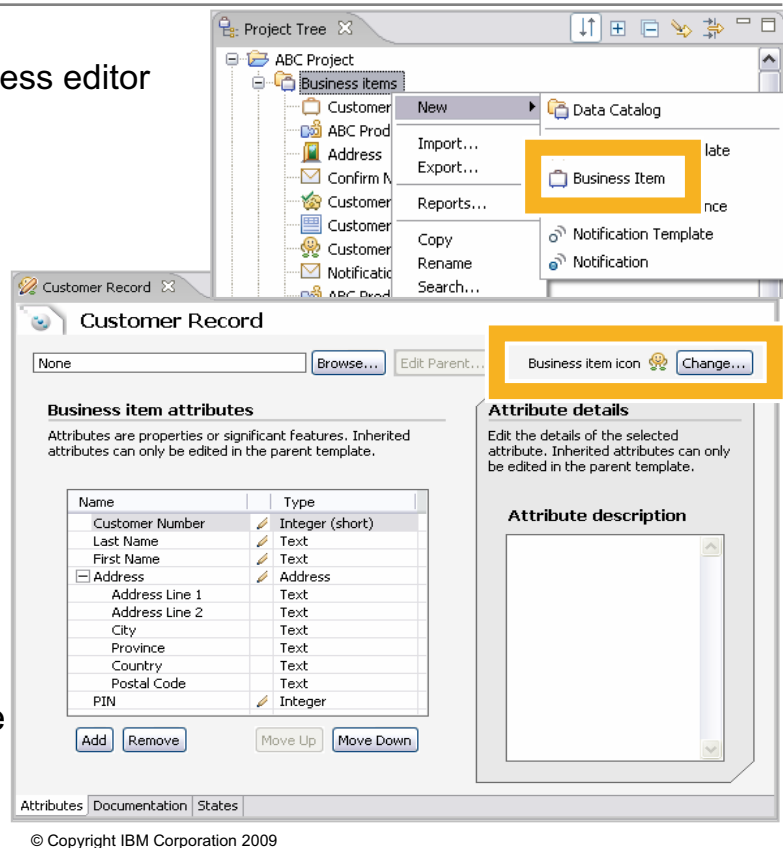 ess editor
Project Tree
ABC Project
Business items
Customer
ABC Prod
Address
Confirm N
Customer
Customer
Customer
Notificatic
ABC Prod
New
Import...
Export...
Reports...
Copy
Rename
Search...
Data Catalog
late
Business Item
nce
Notification Template
Notification
Customer Record
Customer Record
None Browse... Edit Parent... Business item icon Change...
Business item attributes
Attributes are properties or significant features. Inherited
attributes can only be edited in the parent template.
Name Type
Customer Number Integer (short)
Last Name Text
First Name Text
Address Address
Address Line 1 Text
Address Line 2 Text
City Text
Province Text
Country Text
Postal Code Text
PIN Integer
e
Add Remove Move Up Move Down
Attribute details
Edit the details of the selected
attribute. Inherited attributes can only
be edited in the parent template.
Attribute description
Attributes Documentation States
© Copyright IBM Corporation 2009